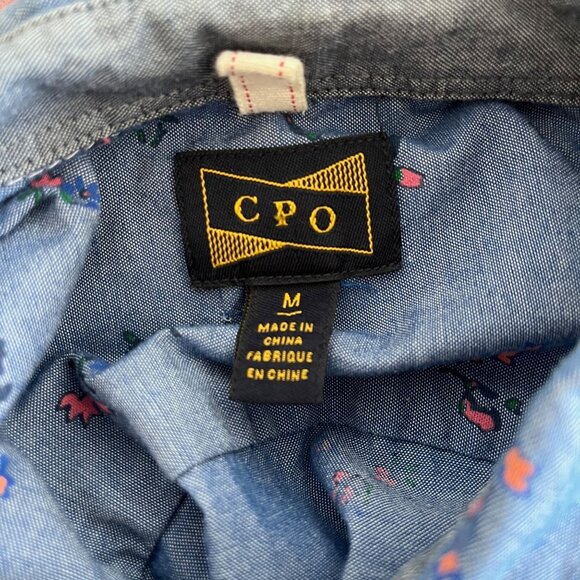 CPO
M
MADE IN
CHINA
FABRIQUE
EN CHINE